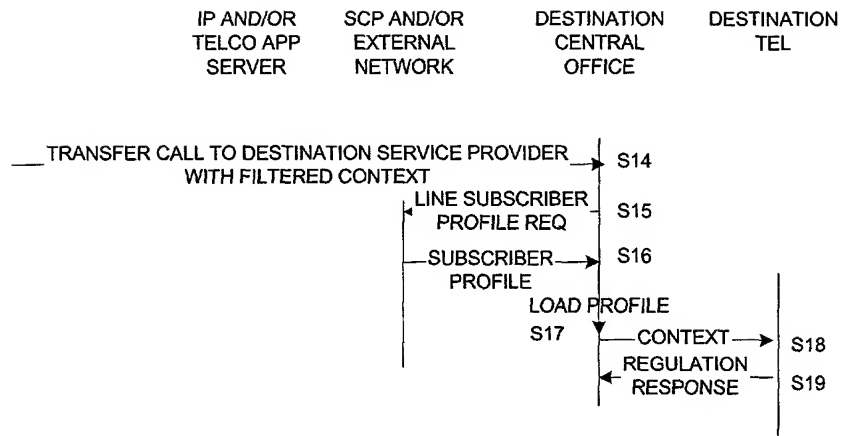 IP AND/OR
TELCO APP
SERVER
SCP AND/OR
EXTERNAL
NETWORK
DESTINATION
CENTRAL
OFFICE
DESTINATION
TEL
TRANSFER CALL TO DESTINATION SERVICE PROVIDER
WITH FILTERED CONTEXT
S14
LINE SUBSCRIBER
PROFILE REQ
S15
SUBSCRIBER
PROFILE
S16
LOAD PROFILE
S17
CONTEXT
S18
REGULATION
RESPONSE
S19